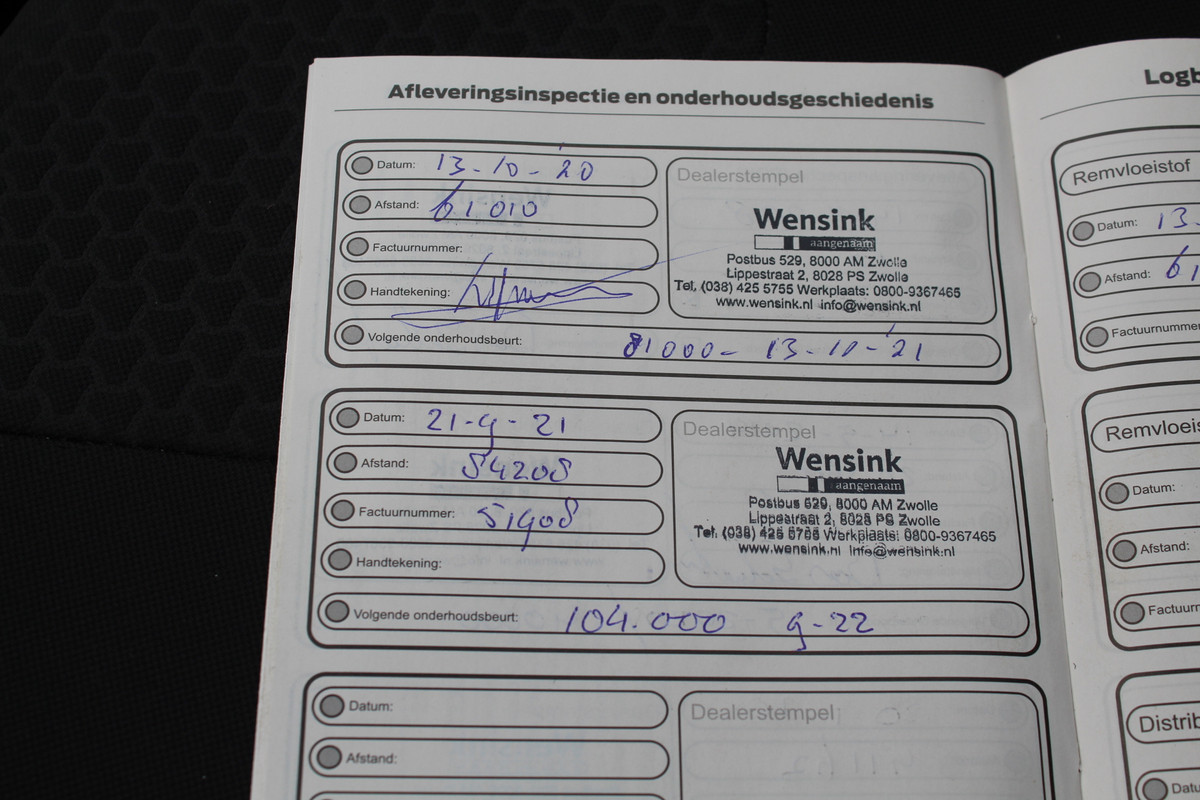 Afleveringsinspectie en onderhoudsgeschiedenis
Datum: 13-10-20
Afstand: 61010
Factuurnummer:
Handtekening:
Volgende onderhoudsbeurt: 81000- 13-10-21
Dealerstempel
Wensink
aangenaam
Postbus 529, 8000 AM Zwolle
Lippestraat 2, 8028 PS Zwolle
Tel. (038) 425 5755 Werkplaats: 0800-9367465
www.wensink.nl info@wensink.nl
Datum: 21-9-21
Afstand: 84208
Factuurnummer: 51908
Handtekening:
Volgende onderhoudsbeurt: 104.000 9-22
Dealerstempel
Wensink
aangenaam
Postbus 529, 8000 AM Zwolle
Lippestraat 2, 8028 PS Zwolle
Tel. (038) 425 5755 Werkplaats: 0800-9367465
www.wensink.nl info@wensink.nl
Datum:
Afstand:
Dealerstempel
Logb
Remvloeistof
Datum: 13
Afstand: 61
Factuurnumme
Remvloeis
Datum:
Afstand:
Factuurn
Distrib
Datu